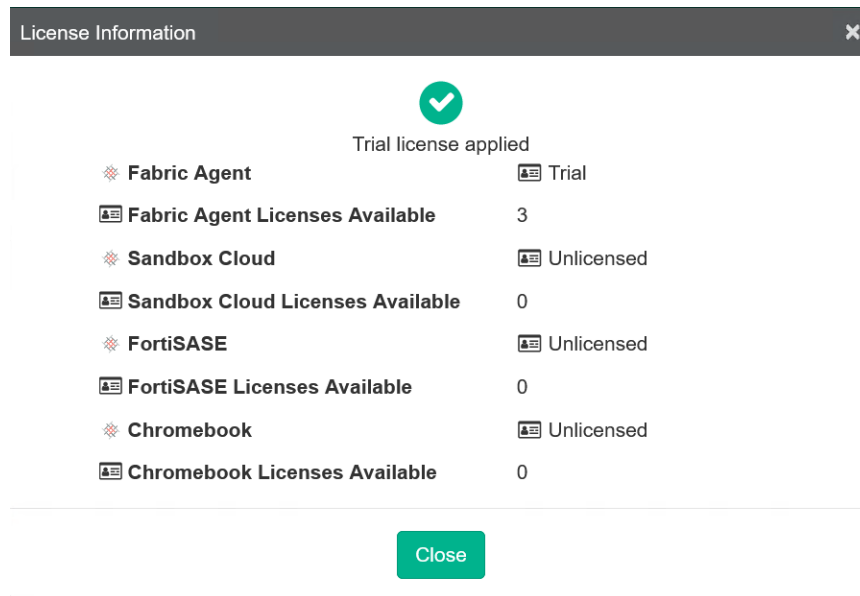 License Information
Trial license applied
Fabric Agent Trial
Fabric Agent Licenses Available 3
Sandbox Cloud Unlicensed
Sandbox Cloud Licenses Available 0
FortiSASE Unlicensed
FortiSASE Licenses Available 0
Chromebook Unlicensed
Chromebook Licenses Available 0
Close